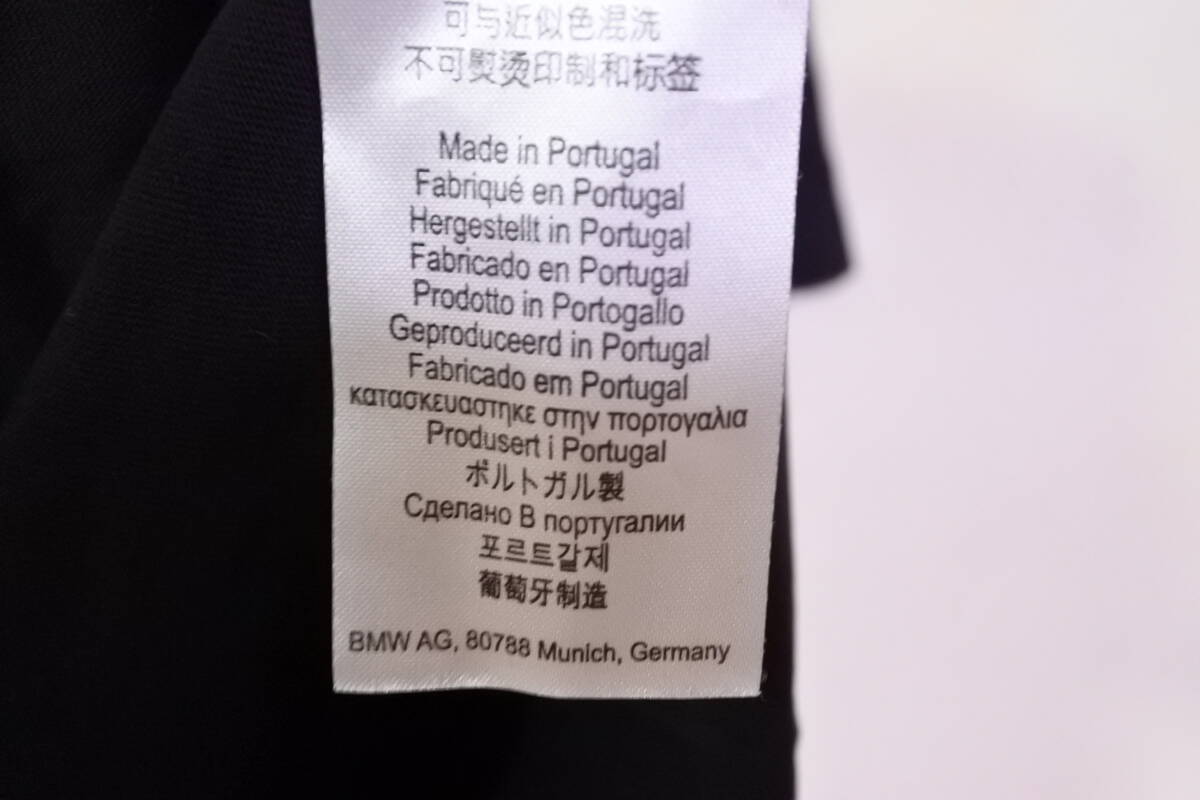 可与近似色混洗
不可熨烫印制和标签
Made in Portugal
Fabriqué en Portugal
Hergestellt in Portugal
Fabricado en Portugal
Prodotto in Portogallo
Geproduceerd in Portugal
Fabricado em Portugal
κατασκευαστηκε στην πορτογαλια
Produsert i Portugal
ポルトガル製
Сделано В португалии
포르트갈제
葡萄牙制造
BMW AG, 80788 Munich, Germany